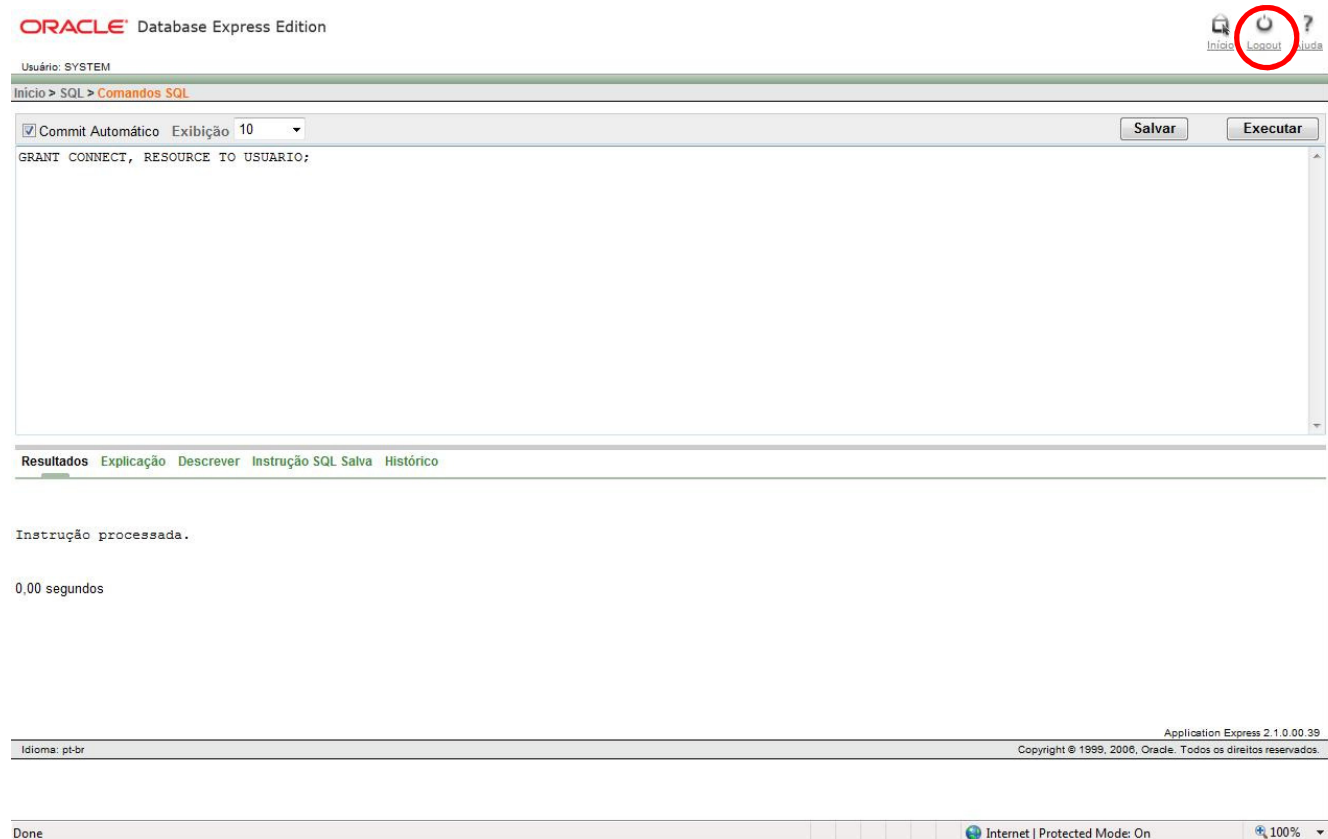 ORACLE Database Express Edition
Início Logout Ajuda
Usuário: SYSTEM
Início > SQL > Comandos SQL
Commit Automático Exibição 10 Salvar Executar
GRANT CONNECT, RESOURCE TO USUARIO;
Resultados Explicação Descrever Instrução SQL Salva Histórico
Instrução processada.
0,00 segundos
Application Express 2.1.0.00.39
Idioma: pt-br Copyright © 1999, 2006, Oracle. Todos os direitos reservados.
Done Internet | Protected Mode: On 100%